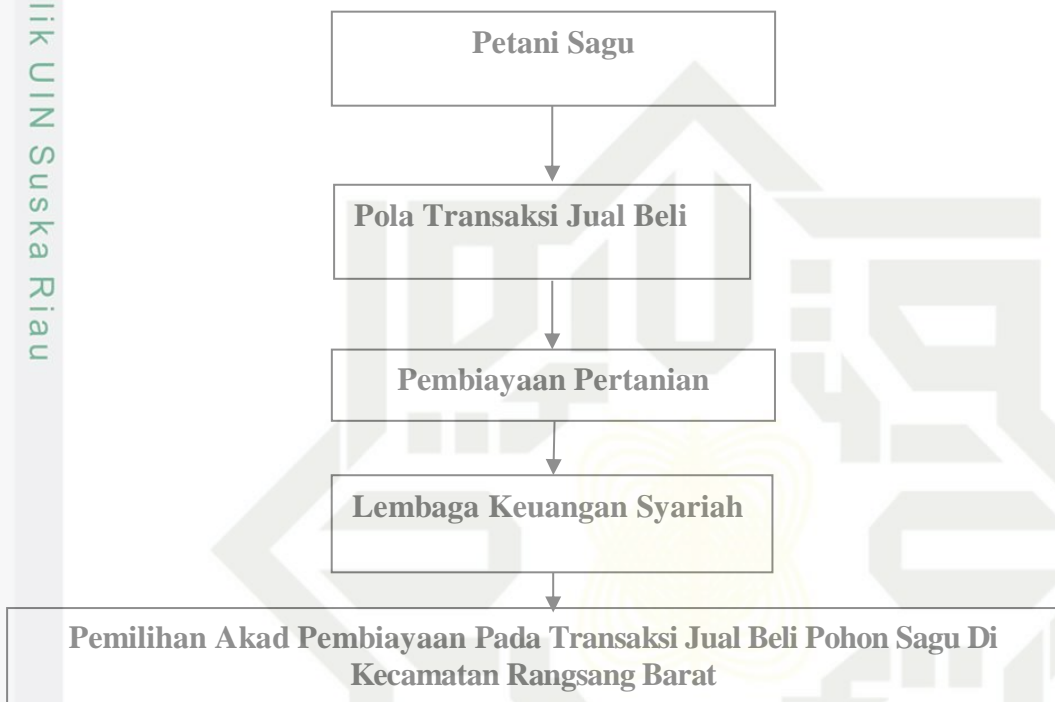 lik UIN Suska Riau
Petani Sagu
Pola Transaksi Jual Beli
Pembiayaan Pertanian
Lembaga Keuangan Syariah
Pemilihan Akad Pembiayaan Pada Transaksi Jual Beli Pohon Sagu Di
Kecamatan Rangsang Barat